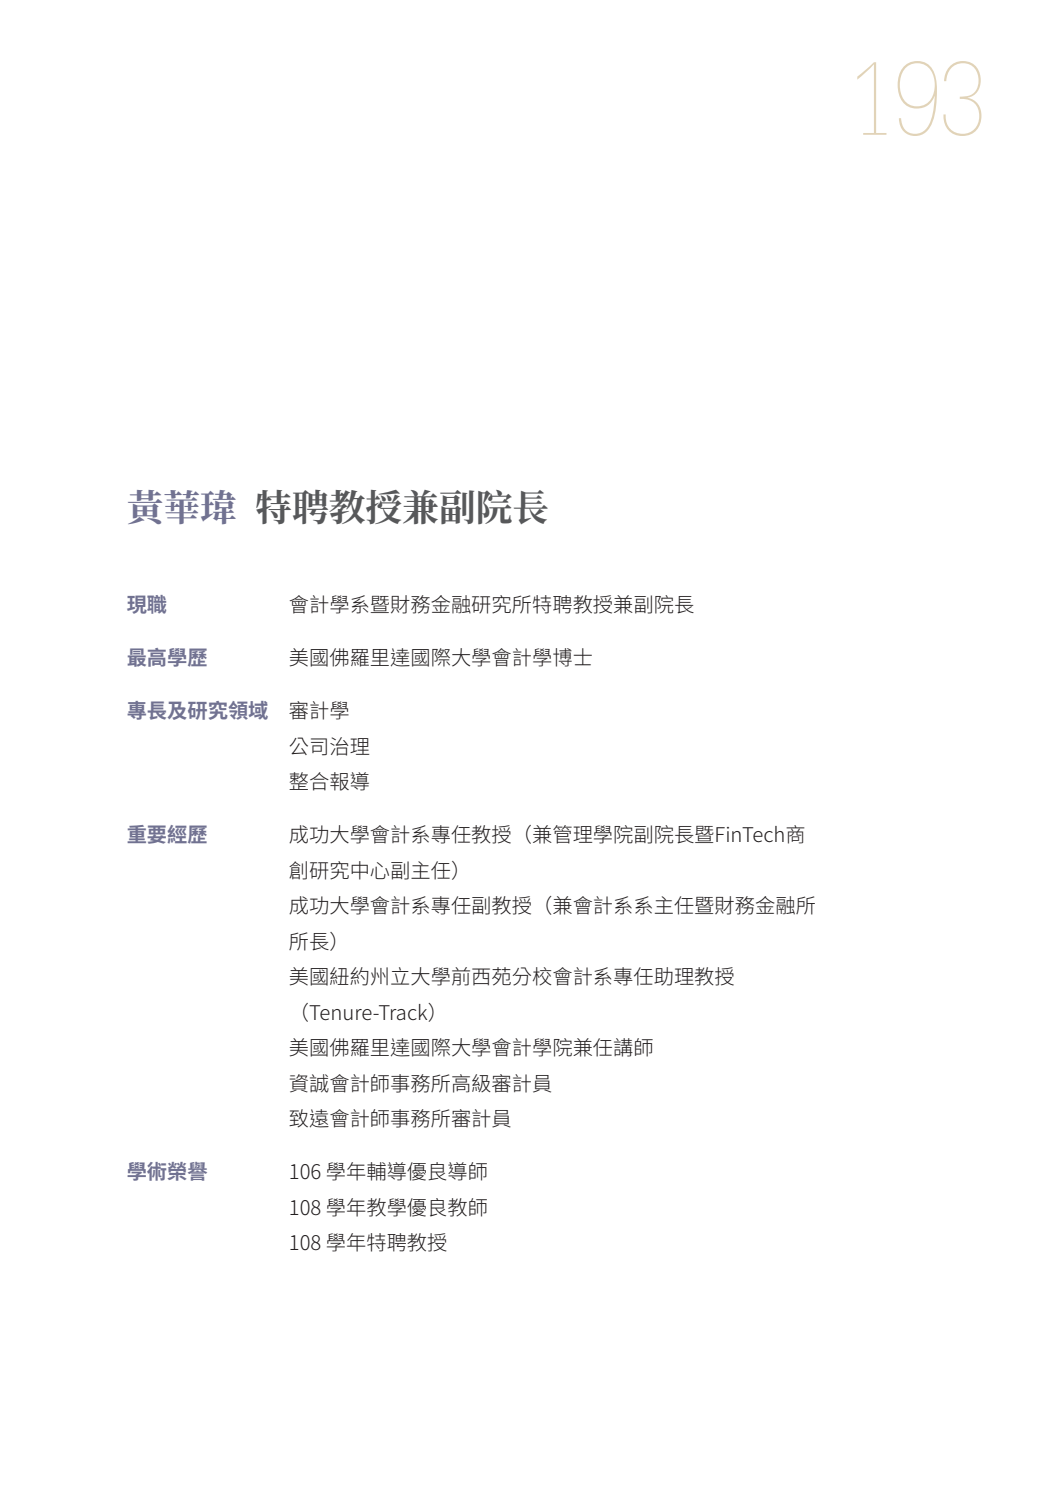 193
黃華瑋 特聘教授兼副院長
現職 會計學系暨財務金融研究所特聘教授兼副院長
最高學歷 美國佛羅里達國際大學會計學博士
專長及研究領域 審計學
公司治理
整合報導
重要經歷 成功大學會計系專任教授（兼管理學院副院長暨FinTech商
創研究中心副主任）
成功大學會計系專任副教授（兼會計系系主任暨財務金融所
所長）
美國紐約州立大學前西苑分校會計系專任助理教授
（Tenure-Track）
美國佛羅里達國際大學會計學院兼任講師
資誠會計師事務所高級審計員
致遠會計師事務所審計員
學術榮譽 106 學年輔導優良導師
108 學年教學優良教師
108 學年特聘教授